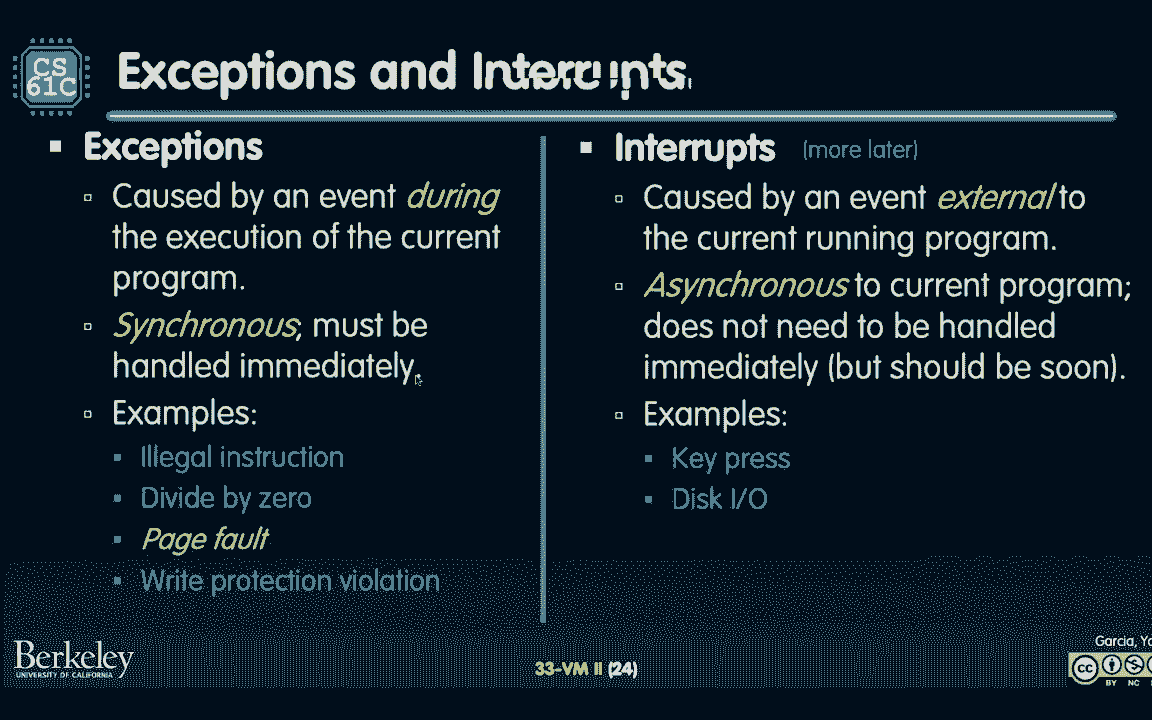 CS
61C
Exceptions and Interrupts
Exceptions
Caused by an event during
the execution of the current
program.
Synchronous; must be
handled immediately.
Examples:
Illegal instruction
Divide by zero
Page fault
Write protection violation
Interrupts (more later)
Caused by an event external to
the current running program.
Asynchronous to current program;
does not need to be handled
immediately (but should be soon).
Examples:
Key press
Disk I/O
Berkeley
UNIVERSITY OF CALIFORNIA
33-VM II (24)
Garcia,
cc
BY NC